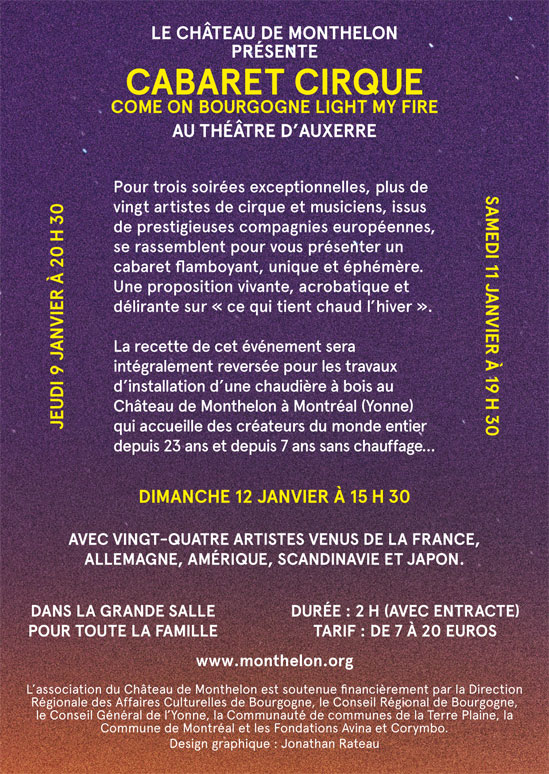 LE CHÂTEAU DE MONTHELON
PRÉSENTE
CABARET CIRQUE
COME ON BOURGOGNE LIGHT MY FIRE
AU THÉÂTRE D’AUXERRE
JEUDI 9 JANVIER À 20 H 30
Pour trois soirées exceptionnelles, plus de
vingt artistes de cirque et musiciens, issus
de prestigieuses compagnies européennes,
se rassemblent pour vous présenter un
cabaret flamboyant, unique et éphémère.
Une proposition vivante, acrobatique et
délirante sur « ce qui tient chaud l’hiver ».
La recette de cet événement sera
intégralement reversée pour les travaux
d’installation d’une chaudière à bois au
Château de Monthelon à Montréal (Yonne)
qui accueille des créateurs du monde entier
depuis 23 ans et depuis 7 ans sans chauffage...
SAMEDI 11 JANVIER À 19 H 30
DIMANCHE 12 JANVIER À 15 H 30
AVEC VINGT-QUATRE ARTISTES VENUS DE LA FRANCE,
ALLEMAGNE, AMÉRIQUE, SCANDINAVIE ET JAPON.
DANS LA GRANDE SALLE
POUR TOUTE LA FAMILLE
DURÉE : 2 H (AVEC ENTRACTE)
TARIF : DE 7 À 20 EUROS
www.monthelon.org
L’association du Château de Monthelon est soutenue financièrement par la Direction
Régionale des Affaires Culturelles de Bourgogne, le Conseil Régional de Bourgogne,
le Conseil Général de l’Yonne, la Communauté de communes de la Terre Plaine, la
Commune de Montréal et les Fondations Avina et Corymbo.
Design graphique : Jonathan Rateau